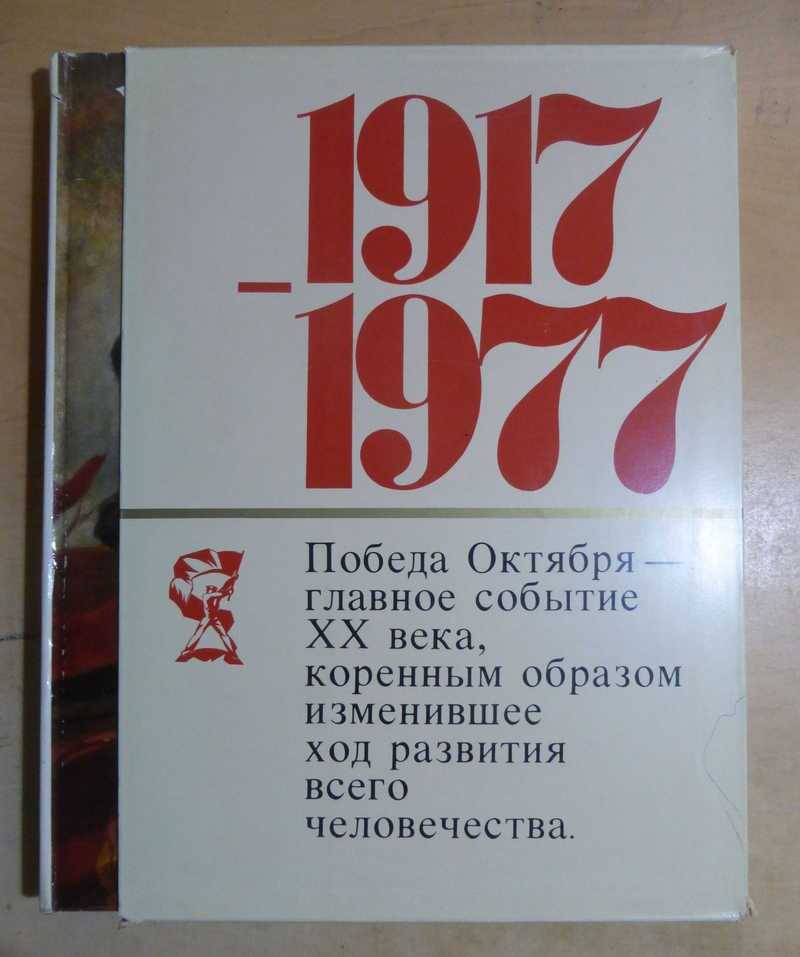 1917
–1977
Победа Октября —
главное событие
XX века,
коренным образом
изменившее
ход развития
всего
человечества.